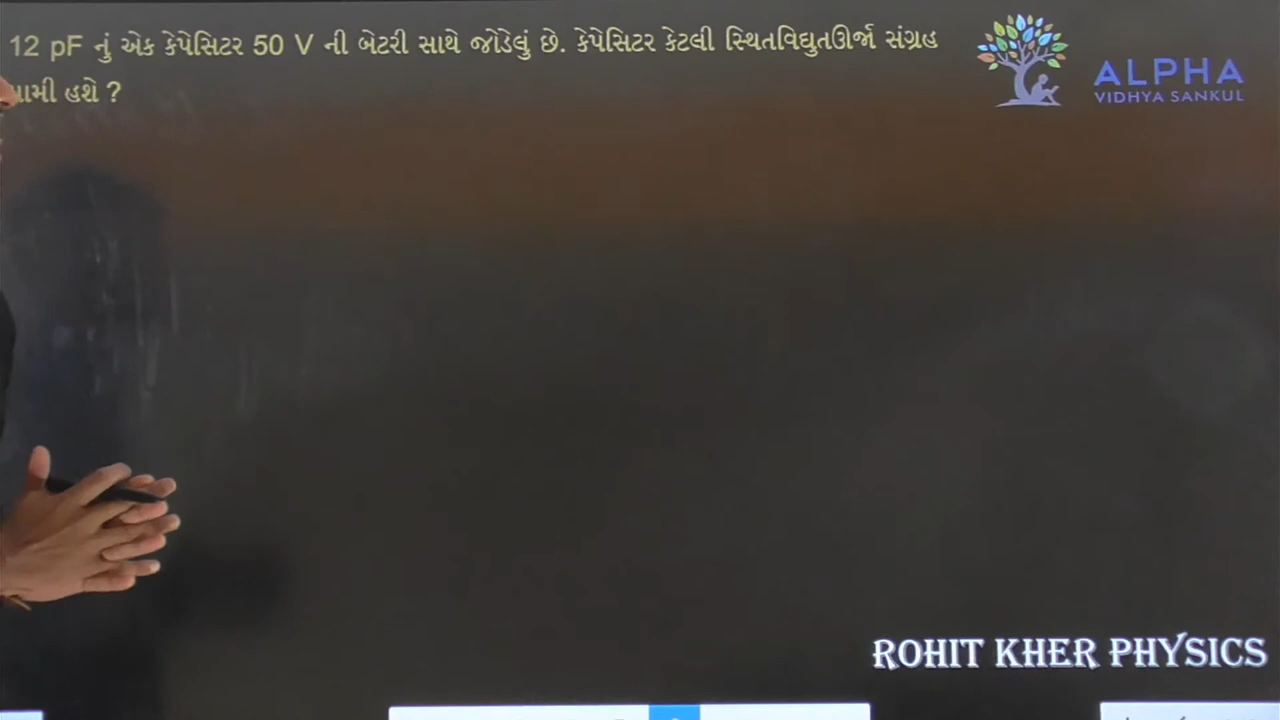 12 pF નું એક કેપેસિટર 50 V ની બેટરી સાથે જોડેલું છે. કેપેસિટર કેટલી સ્થિતવિદ્યુતઊર્જા સંગ્રહ
પામી હશે ?
ALPHA
VIDHYA SANKUL
ROHIT KHER PHYSICS